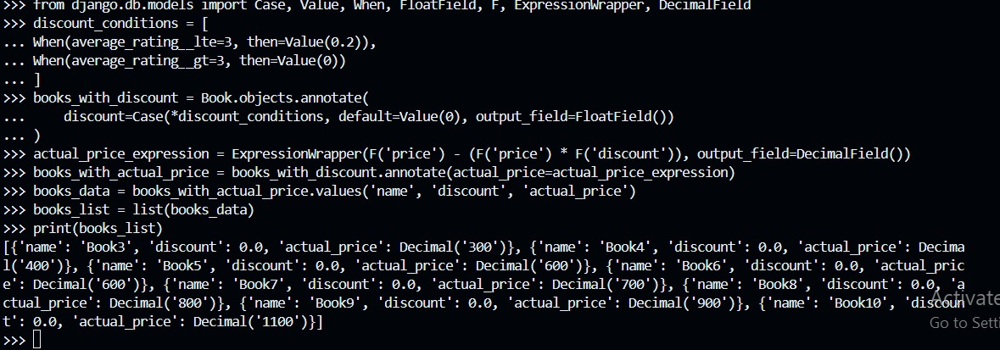 >>> from django.db.models import Case, Value, When, FloatField, F, ExpressionWrapper, DecimalField
>>> discount_conditions = [
... When(average_rating__lte=3, then=Value(0.2)),
... When(average_rating__gt=3, then=Value(0))
... ]
>>> books_with_discount = Book.objects.annotate(
...     discount=Case(*discount_conditions, default=Value(0), output_field=FloatField())
... )
>>> actual_price_expression = ExpressionWrapper(F('price') - (F('price') * F('discount')), output_field=DecimalField())
>>> books_with_actual_price = books_with_discount.annotate(actual_price=actual_price_expression)
>>> books_data = books_with_actual_price.values('name', 'discount', 'actual_price')
>>> books_list = list(books_data)
>>> print(books_list)
[{'name': 'Book3', 'discount': 0.0, 'actual_price': Decimal('300')}, {'name': 'Book4', 'discount': 0.0, 'actual_price': Decima
l('400')}, {'name': 'Book5', 'discount': 0.0, 'actual_price': Decimal('600')}, {'name': 'Book6', 'discount': 0.0, 'actual_pric
e': Decimal('600')}, {'name': 'Book7', 'discount': 0.0, 'actual_price': Decimal('700')}, {'name': 'Book8', 'discount': 0.0, 'a
ctual_price': Decimal('800')}, {'name': 'Book9', 'discount': 0.0, 'actual_price': Decimal('900')}, {'name': 'Book10', 'discoun
t': 0.0, 'actual_price': Decimal('1100')}]
>>>
Activate
Go to Setti